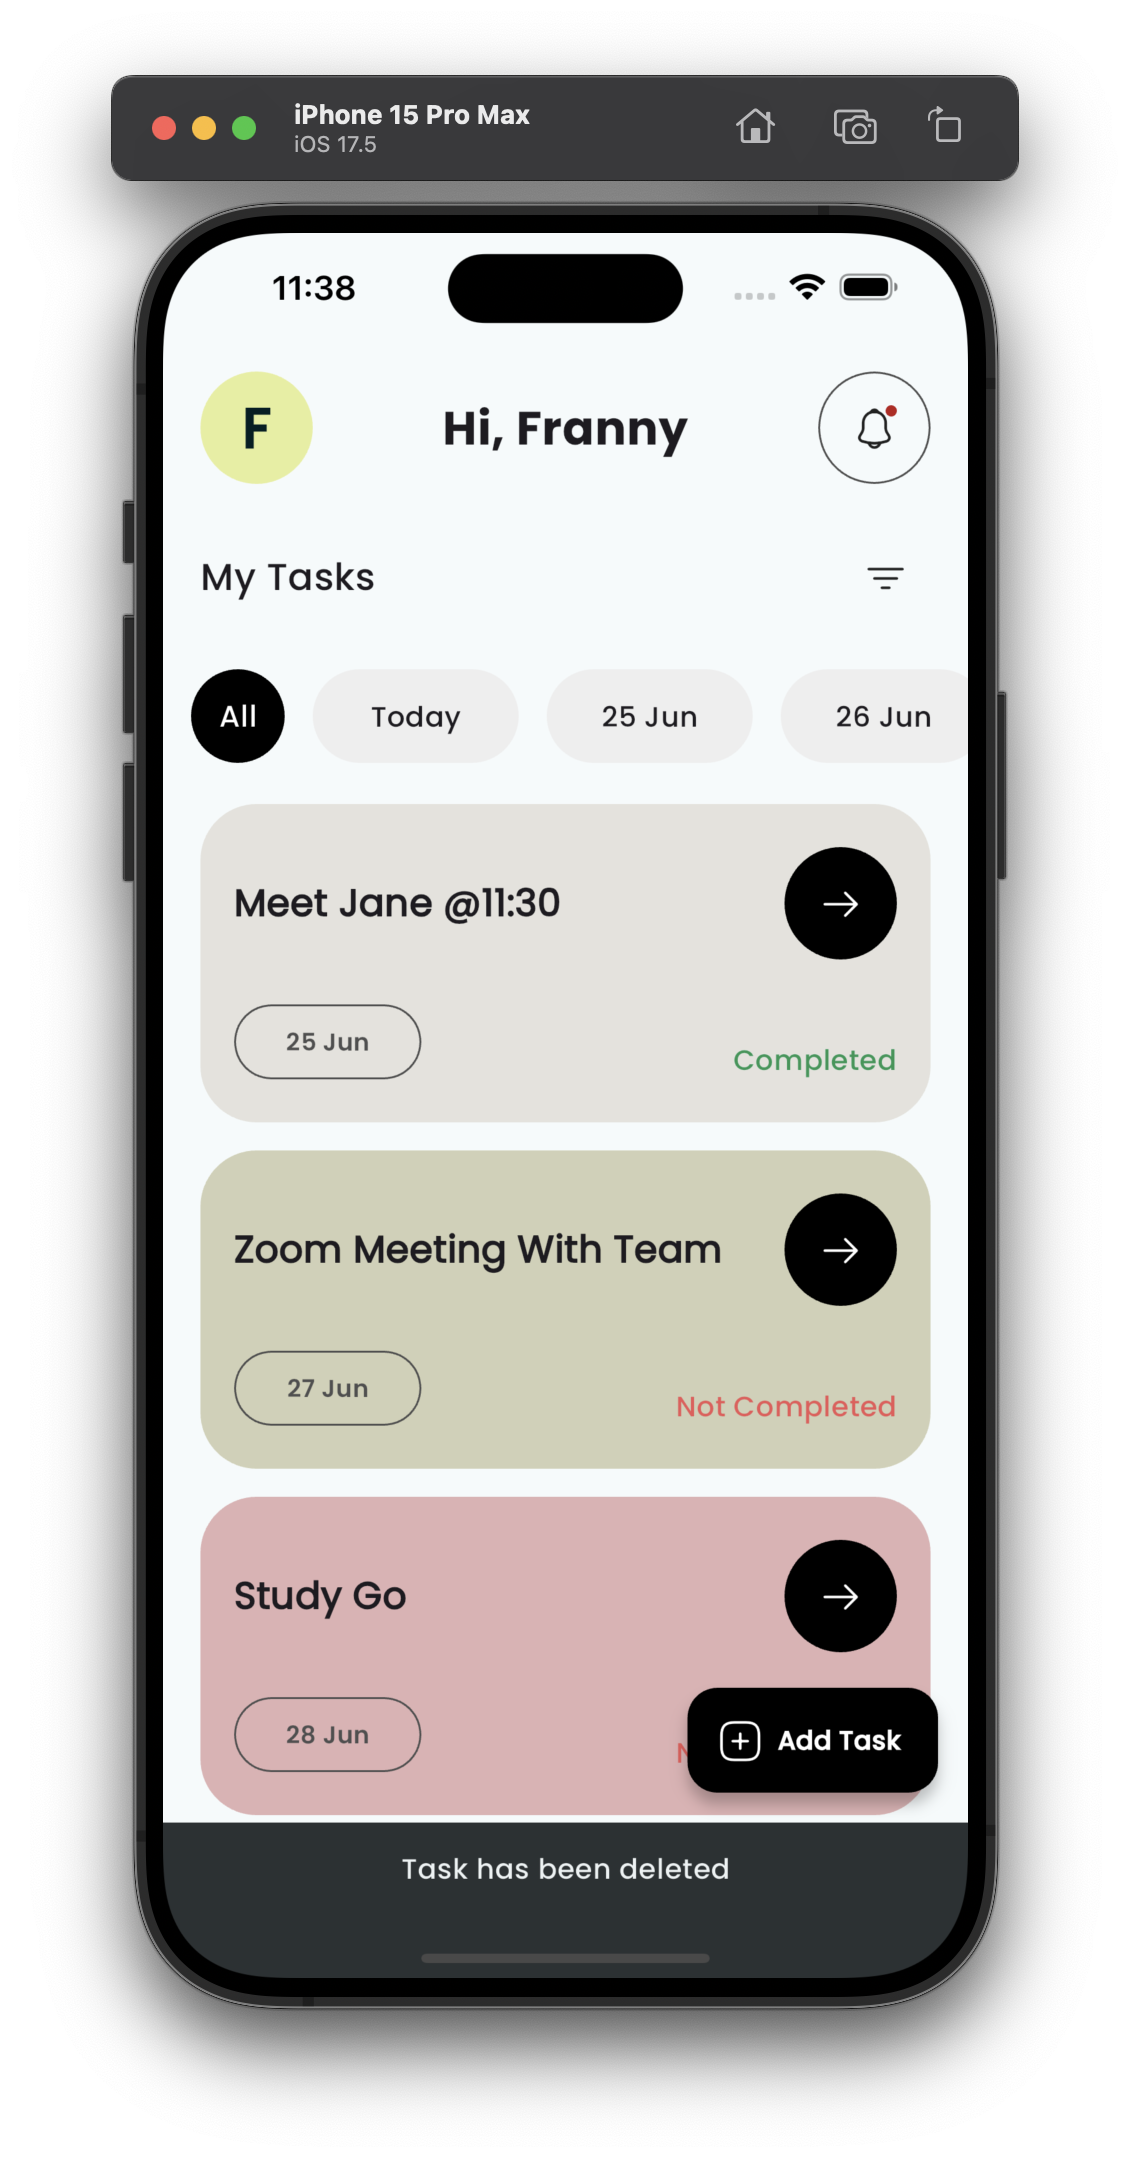 iPhone 15 Pro Max
iOS 17.5
11:38
F
Hi, Franny
My Tasks
All
Today
25 Jun
26 Jun
Meet Jane @11:30
25 Jun
Completed
Zoom Meeting With Team
27 Jun
Not Completed
Study Go
28 Jun
Add Task
Task has been deleted